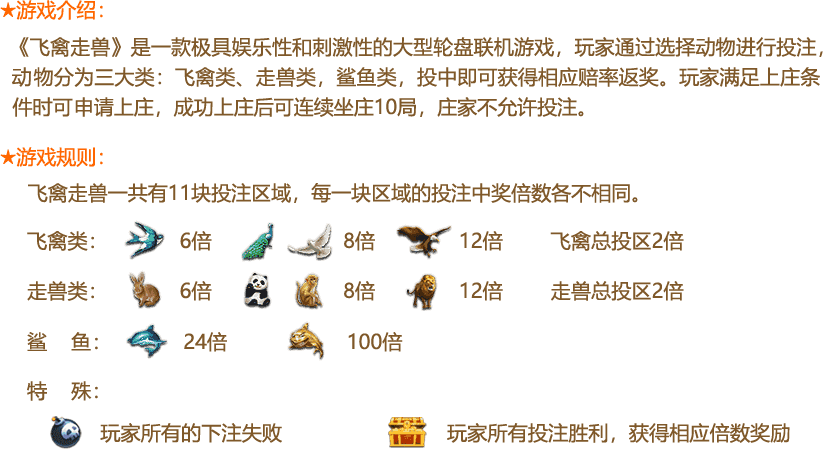 ★游戏介绍：
《飞禽走兽》是一款极具娱乐性和刺激性的大型轮盘联机游戏，玩家通过选择动物进行投注，
动物分为三大类：飞禽类、走兽类，鲨鱼类，投中即可获得相应赔率返奖。玩家满足上庄条
件时可申请上庄，成功上庄后可连续坐庄10局，庄家不允许投注。
★游戏规则：
飞禽走兽一共有11块投注区域，每一块区域的投注中奖倍数各不相同。
飞禽类： 6倍 8倍 12倍 飞禽总投区2倍
走兽类： 6倍 8倍 12倍 走兽总投区2倍
鲨 鱼： 24倍 100倍
特 殊：
玩家所有的下注失败 玩家所有投注胜利，获得相应倍数奖励